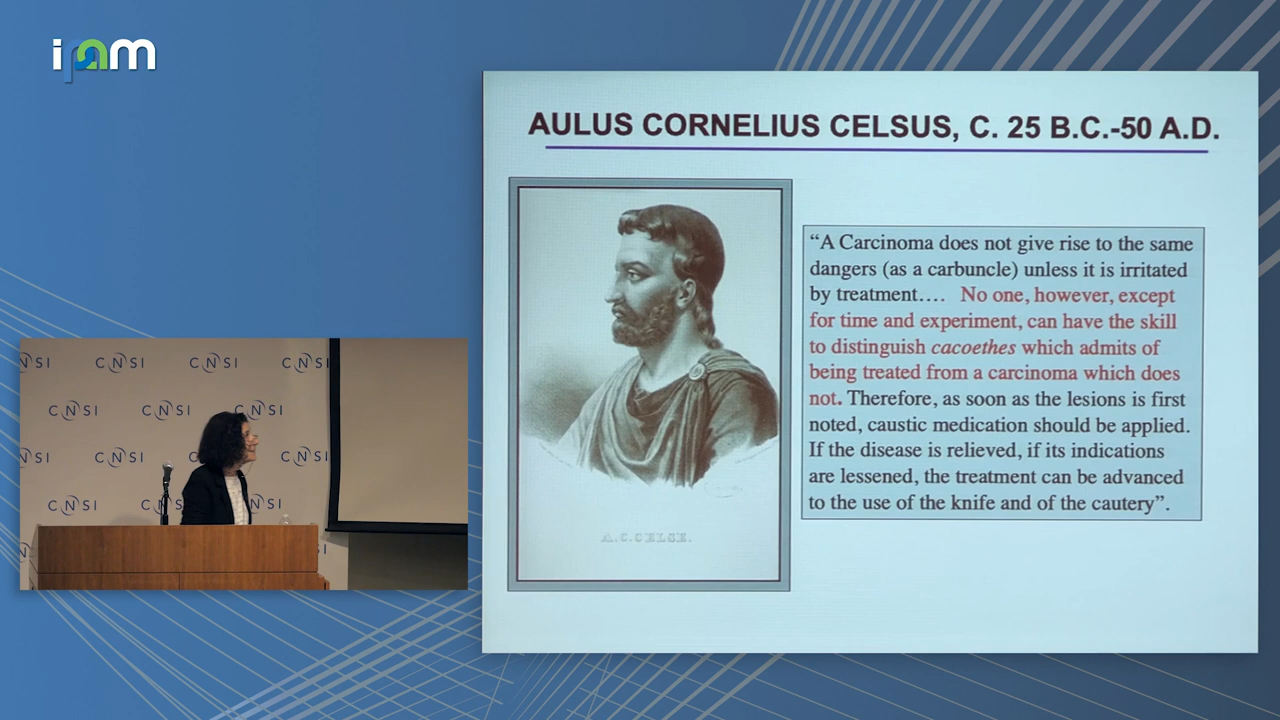 ipam
AULUS CORNELIUS CELSUS, C. 25 B.C.-50 A.D.
“A Carcinoma does not give rise to the same
dangers (as a carbuncle) unless it is irritated
by treatment…. No one, however, except
for time and experiment, can have the skill
to distinguish cacoethes which admits of
being treated from a carcinoma which does
not. Therefore, as soon as the lesions is first
noted, caustic medication should be applied.
If the disease is relieved, if its indications
are lessened, the treatment can be advanced
to the use of the knife and of the cautery”.
A.C.CELSE.
NSI CNSI CNSI CNSI
CNSI CNSI CNSI
NSI CNSI CNSI
CNSI CNSI SI